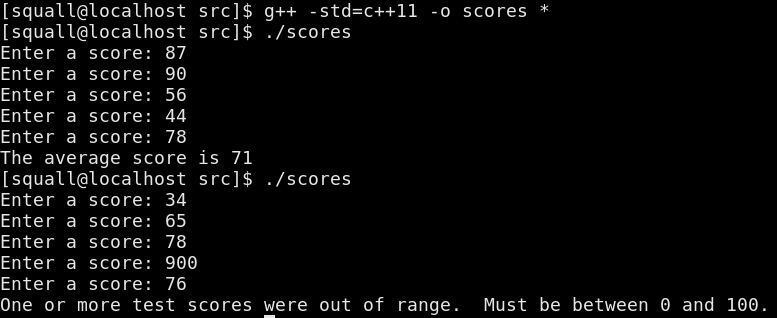 [squall@localhost src]$ g++ -std=c++11 -o scores *
[squall@localhost src]$ ./scores
Enter a score: 87
Enter a score: 90
Enter a score: 56
Enter a score: 44
Enter a score: 78
The average score is 71
[squall@localhost src]$ ./scores
Enter a score: 34
Enter a score: 65
Enter a score: 78
Enter a score: 900
Enter a score: 76
One or more test scores were out of range.  Must be between 0 and 100.